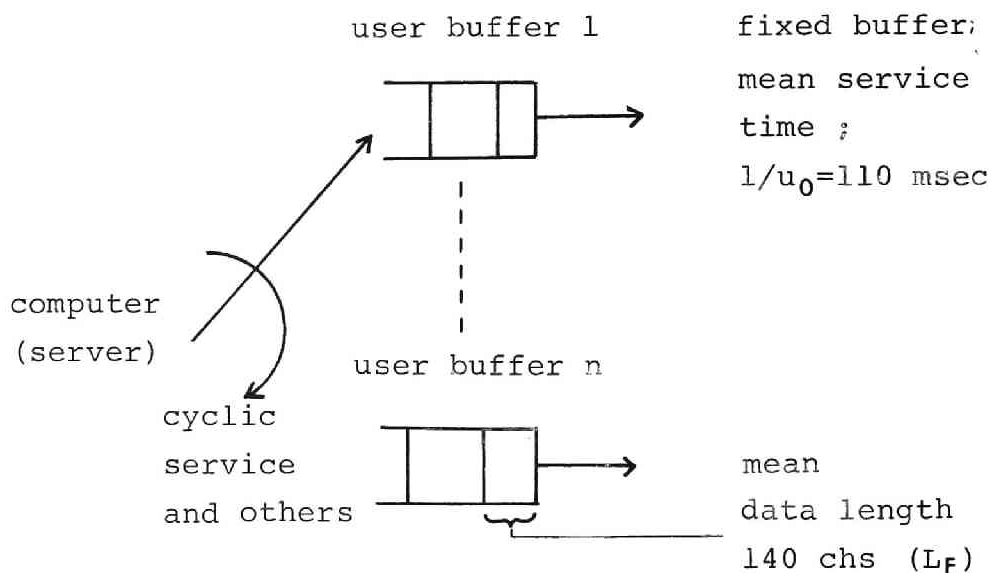 user buffer 1
fixed buffer;
mean service
time ;
1/u0=110 msec
computer
(server)
user buffer n
cyclic
service
and others
mean
data length
140 chs (LF)